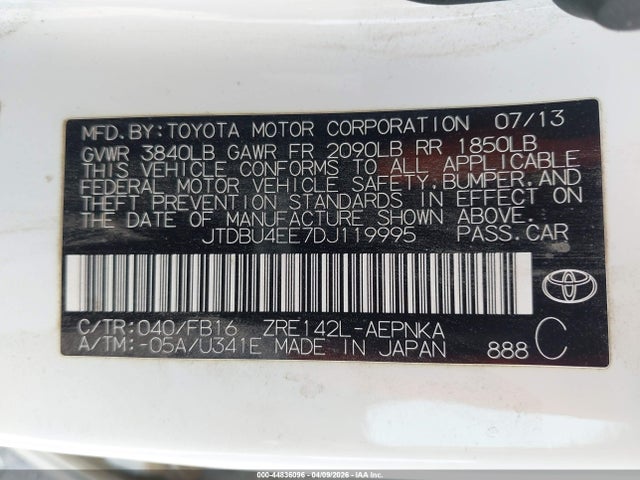 MFD. BY: TOYOTA MOTOR CORPORATION 07/13
GVWR 3840LB GAWR FR 2090LB RR 1850LB
THIS VEHICLE CONFORMS TO ALL APPLICABLE
FEDERAL MOTOR VEHICLE SAFETY, BUMPER, AND
THEFT PREVENTION STANDARDS IN EFFECT ON
THE DATE OF MANUFACTURE SHOWN ABOVE.
JTDBU4EE7DJ119995 PASS. CAR
C/TR: 040/FB16 ZRE142L-AEPNKA C
A/TM: -05A/U341E MADE IN JAPAN 888
000-44836096 - 04/09/2026 - IAA Inc.